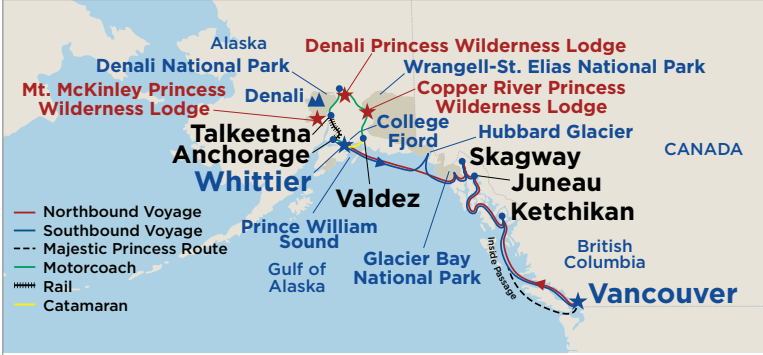 Alaska
Denali Princess Wilderness Lodge
Denali National Park
Wrangell-St. Elias National Park
Mt. McKinley Princess
Wilderness Lodge
Denali
Copper River Princess
Wilderness Lodge
College
Fjord
Talkeetna
Hubbard Glacier
Anchorage
Skagway
CANADA
Whittier
Juneau
Valdez
Ketchikan
Northbound Voyage
Southbound Voyage
Majestic Princess Route
Motorcoach
Rail
Catamaran
Prince William
Sound
Glacier Bay
National Park
Gulf of
Alaska
Inside Passage
British
Columbia
Vancouver